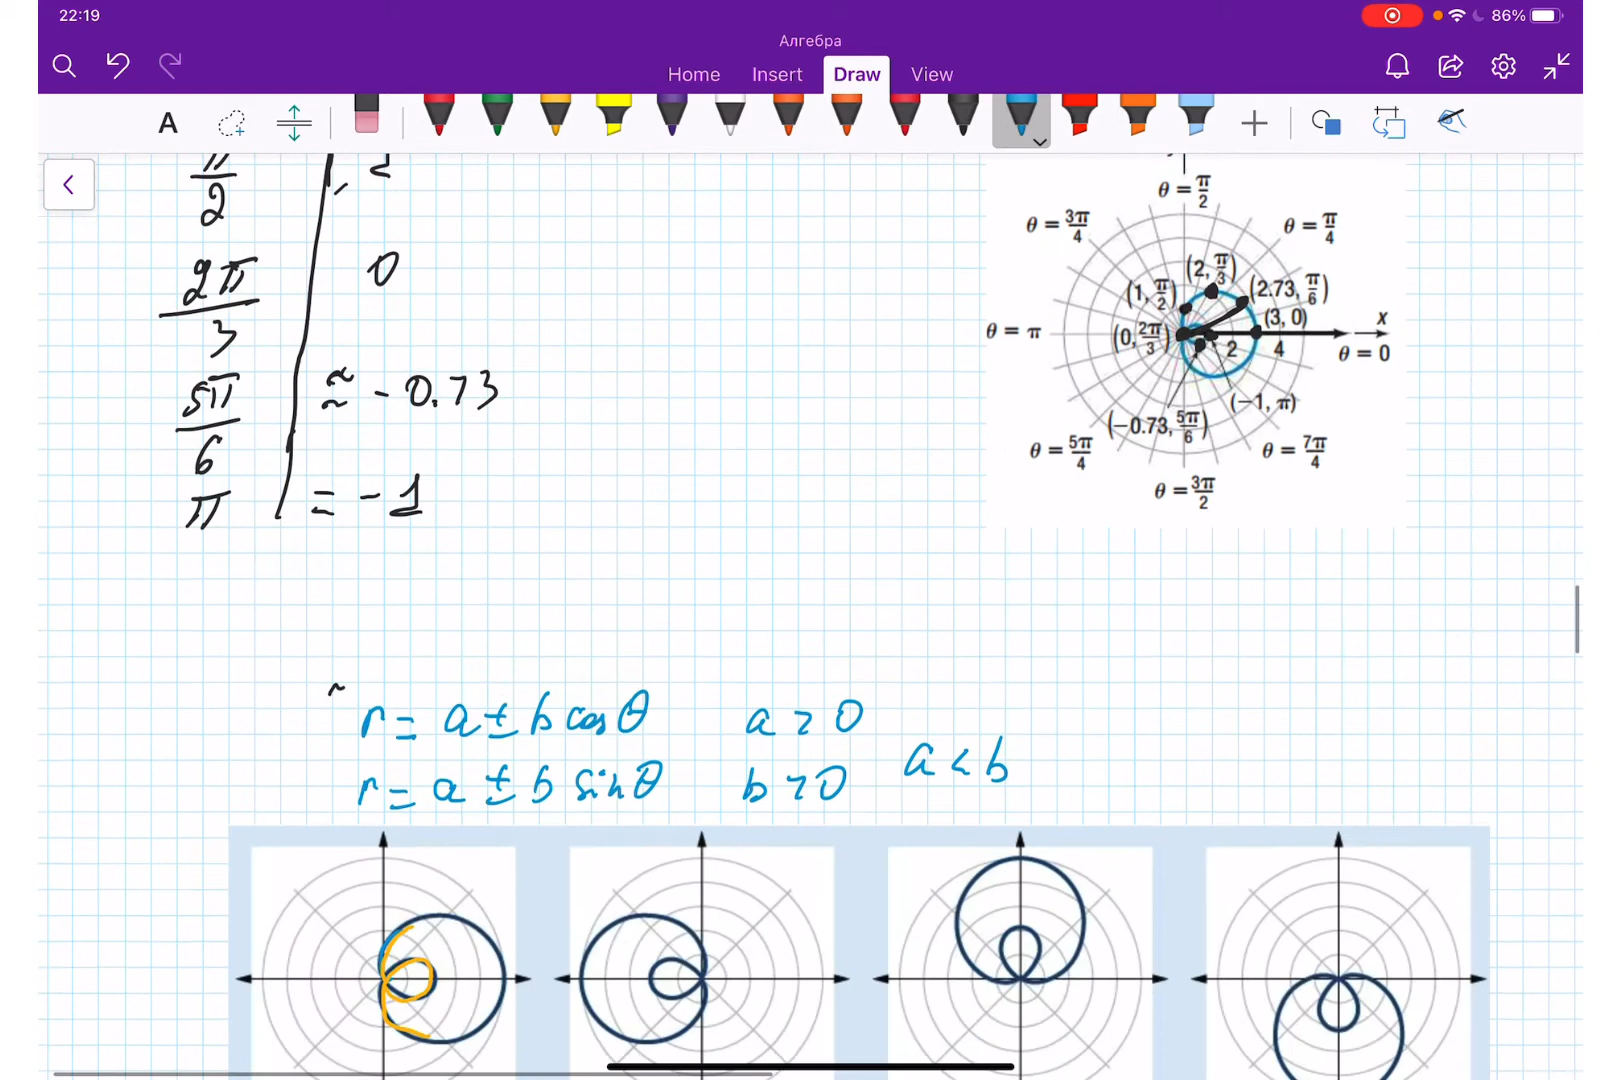 22:19
86%
Алгебра
Home Insert Draw View
A
π/2
2π/3 0
5π/6 ≈ -0.73
π = -1
θ = π/2
θ = 3π/4
θ = π/4
(2, π/3)
(1, π/2)
(2.73, π/6)
(3, 0)
x
θ = π
(0, 2π/3)
2 4
θ = 0
(-1, π)
(-0.73, 5π/6)
θ = 5π/4
θ = 7π/4
θ = 3π/2
r = a ± b cos θ a > 0
r = a ± b sin θ b > 0 a < b